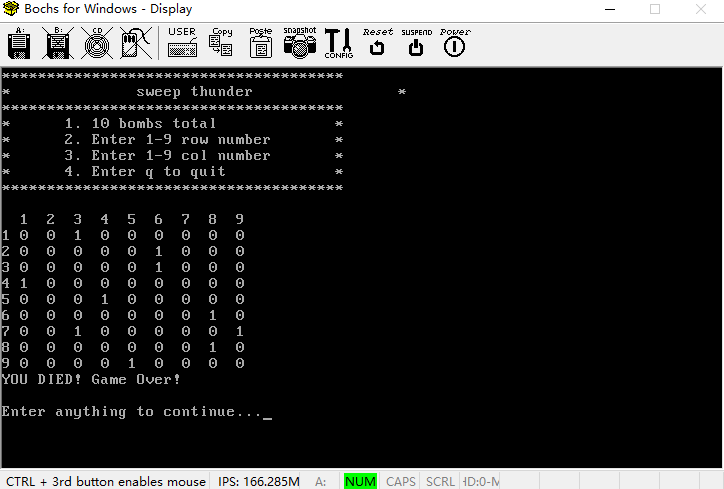 Bochs for Windows - Display
A: B: CD USER Copy Paste snapshot CONFIG Reset SUSPEND Power
**************************************
* sweep thunder *
**************************************
* 1. 10 bombs total *
* 2. Enter 1-9 row number *
* 3. Enter 1-9 col number *
* 4. Enter q to quit *
**************************************
1 2 3 4 5 6 7 8 9
1 0 0 1 0 0 0 0 0 0
2 0 0 0 0 0 1 0 0 0
3 0 0 0 0 0 1 0 0 0
4 1 0 0 0 0 0 0 0 0
5 0 0 0 1 0 0 0 0 0
6 0 0 0 0 0 0 0 1 0
7 0 0 1 0 0 0 0 0 1
8 0 0 0 0 0 0 0 1 0
9 0 0 0 0 1 0 0 0 0
YOU DIED! Game Over!
Enter anything to continue..._
CTRL + 3rd button enables mouse IPS: 166.285M A: NUM CAPS SCRL HD:0-M